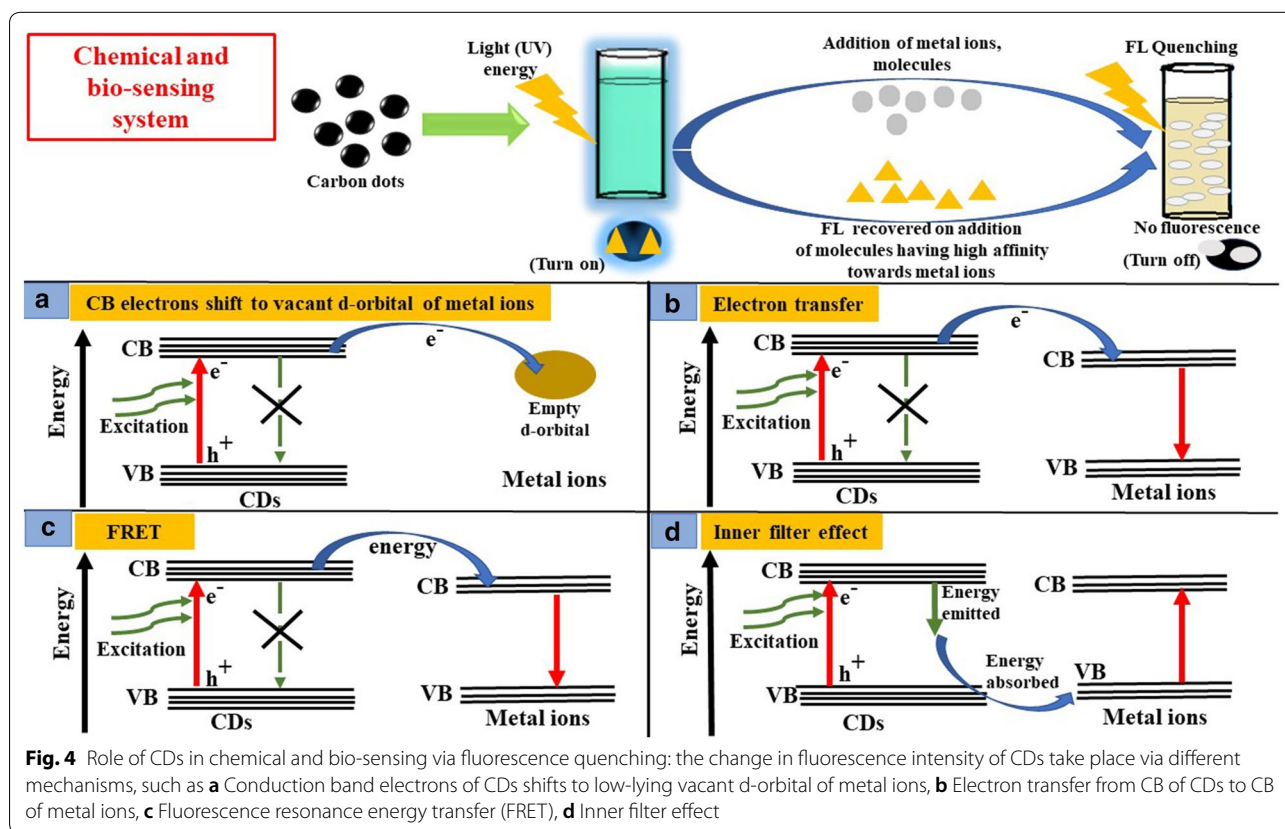 Chemical and
bio-sensing
system
Carbon dots
Light (UV)
energy
(Turn on)
Addition of metal ions,
molecules
FL recovered on addition
of molecules having high affinity
towards metal ions
FL Quenching
No fluorescence
(Turn off)
a
CB electrons shift to vacant d-orbital of metal ions
Energy
CB
e-
e-
Excitation
h+
VB
CDs
Empty
d-orbital
Metal ions
b
Electron transfer
Energy
CB
e-
e-
Excitation
h+
VB
CDs
CB
VB
Metal ions
c
FRET
Energy
CB
energy
e-
Excitation
h+
VB
CDs
CB
VB
Metal ions
d
Inner filter effect
Energy
CB
e-
Excitation
h+
VB
CDs
Energy
emitted
Energy
absorbed
CB
VB
Metal ions
Fig. 4 Role of CDs in chemical and bio-sensing via fluorescence quenching: the change in fluorescence intensity of CDs take place via different
mechanisms, such as a Conduction band electrons of CDs shifts to low-lying vacant d-orbital of metal ions, b Electron transfer from CB of CDs to CB
of metal ions, c Fluorescence resonance energy transfer (FRET), d Inner filter effect